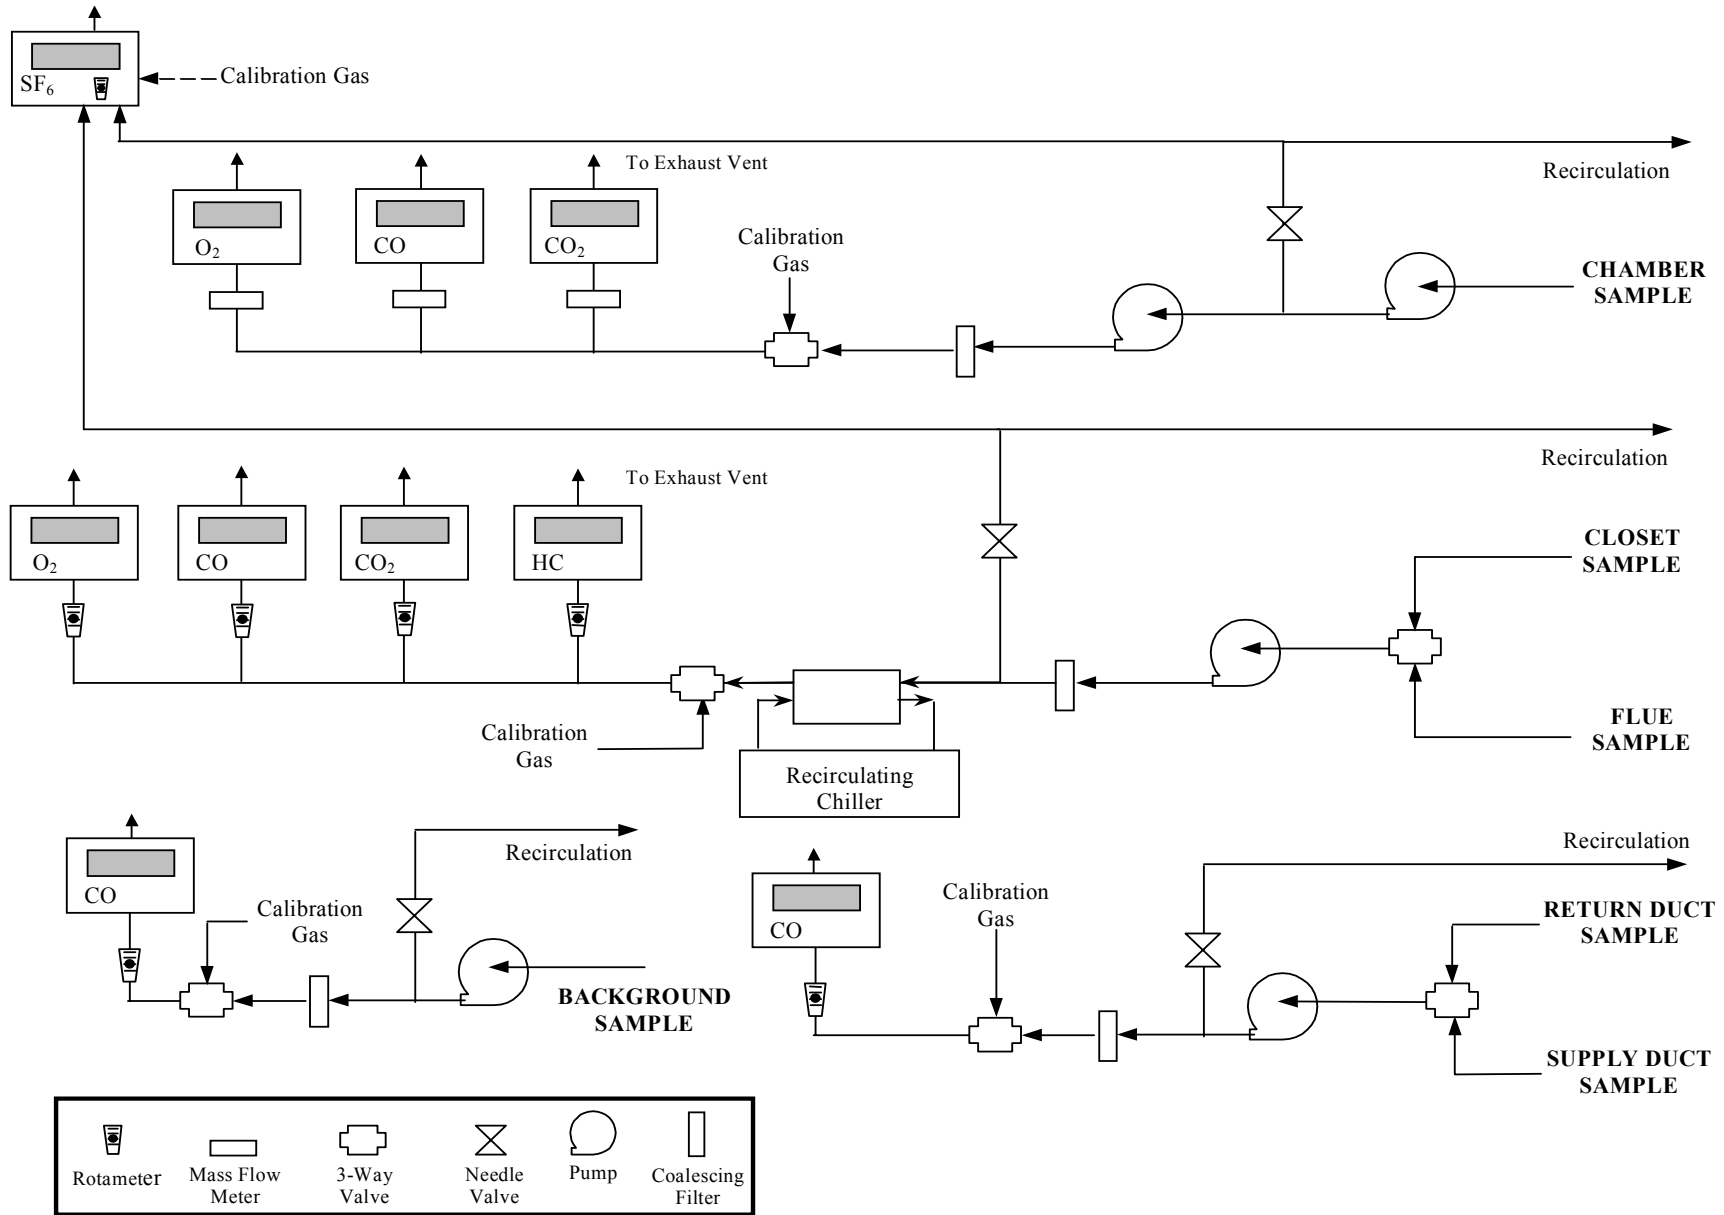 SF6
Calibration Gas
Recirculation
To Exhaust Vent
O2
CO
CO2
Calibration
Gas
CHAMBER
SAMPLE
Recirculation
To Exhaust Vent
O2
CO
CO2
HC
CLOSET
SAMPLE
FLUE
SAMPLE
Calibration
Gas
Recirculating
Chiller
Recirculation
CO
Calibration
Gas
BACKGROUND
SAMPLE
Recirculation
CO
Calibration
Gas
RETURN DUCT
SAMPLE
SUPPLY DUCT
SAMPLE
Rotameter
Mass Flow
Meter
3-Way
Valve
Needle
Valve
Pump
Coalescing
Filter